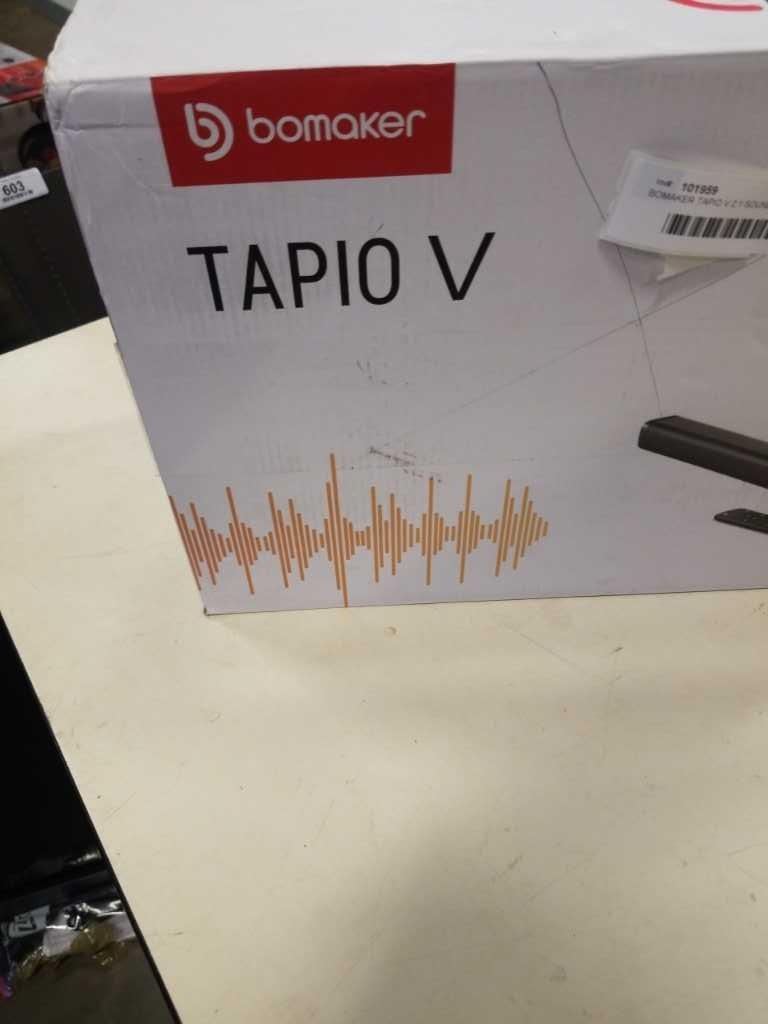 bomaker
TAPIO V
101959
BOMAKER TAPIO V 2.1 SOUN
603